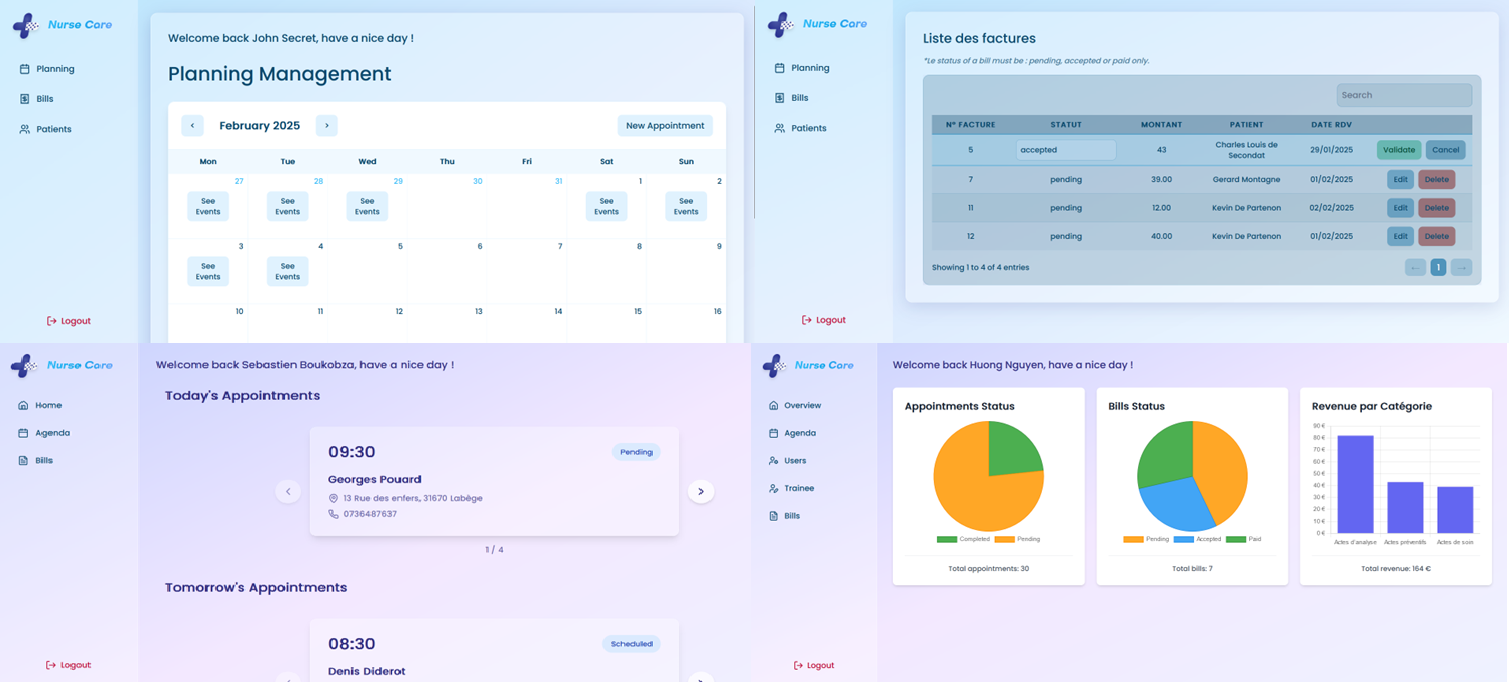 Nurse Care
Planning
Bills
Patients
Logout
Welcome back John Secret, have a nice day !
Planning Management
‹ February 2025 › New Appointment
Mon Tue Wed Thu Fri Sat Sun
27 28 29 30 31 1 2
See Events See Events See Events See Events See Events
3 4 5 6 7 8 9
See Events See Events
10 11 12 13 14 15 16
Nurse Care
Planning
Bills
Patients
Logout
Liste des factures
*Le status of a bill must be : pending, accepted or paid only.
Search
N° FACTURE STATUT MONTANT PATIENT DATE RDV
5 accepted 43 Charles Louis de Secondat 29/01/2025 Validate Cancel
7 pending 39.00 Gerard Montagne 01/02/2025 Edit Delete
11 pending 12.00 Kevin De Partenon 02/02/2025 Edit Delete
12 pending 40.00 Kevin De Partenon 01/02/2025 Edit Delete
Showing 1 to 4 of 4 entries
← 1 →
Nurse Care
Home
Agenda
Bills
Logout
Welcome back Sebastien Boukobza, have a nice day !
Today's Appointments
09:30 Pending
Georges Pouard
13 Rue des enfers, 31670 Labège
0736487637
1 / 4
Tomorrow's Appointments
08:30 Scheduled
Denis Diderot
Nurse Care
Overview
Agenda
Users
Trainee
Bills
Logout
Welcome back Huong Nguyen, have a nice day !
Appointments Status
Completed Pending
Total appointments: 30
Bills Status
Pending Accepted Paid
Total bills: 7
Revenue par Catégorie
90 €
80 €
70 €
60 €
50 €
40 €
30 €
20 €
10 €
0 €
Actes d'analyse Actes préventifs Actes de soin
Total revenue: 164 €